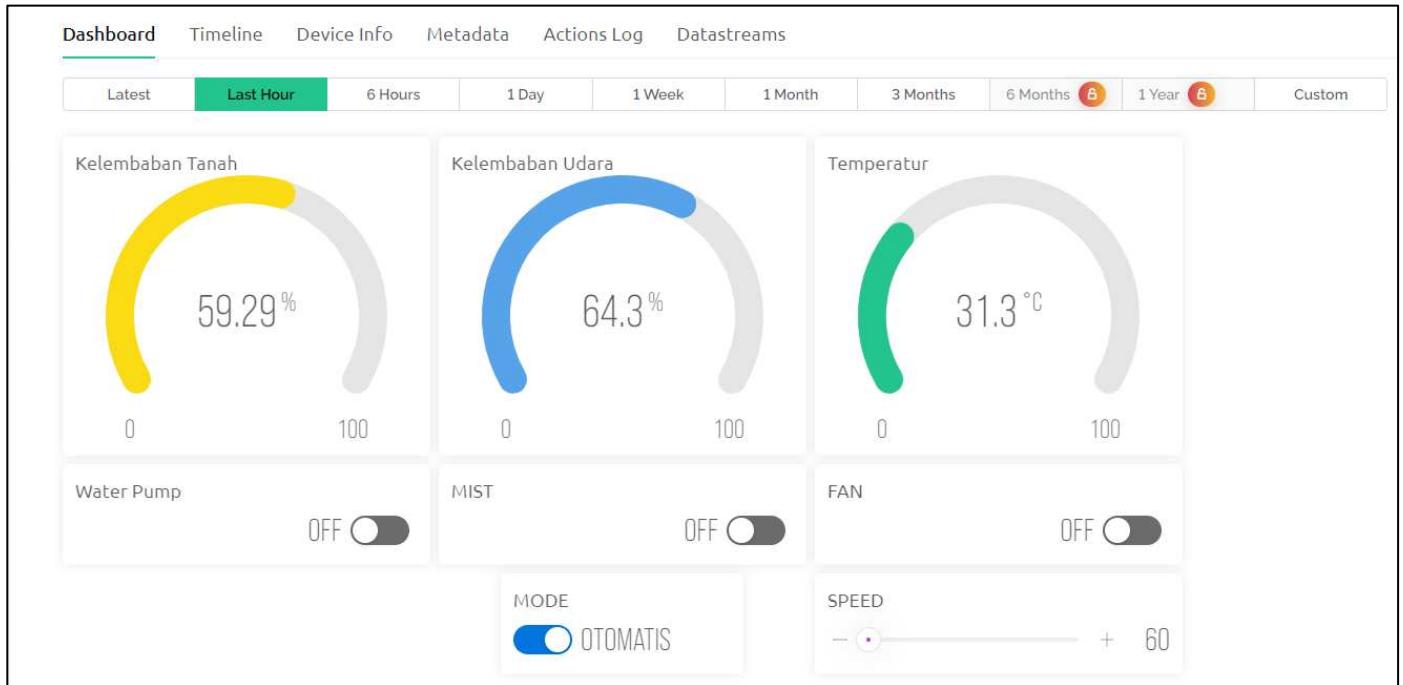 Dashboard Timeline Device Info Metadata Actions Log Datastreams
Latest Last Hour 6 Hours 1 Day 1 Week 1 Month 3 Months 6 Months 1 Year Custom
Kelembaban Tanah
59.29 %
0 100
Kelembaban Udara
64.3 %
0 100
Temperatur
31.3 °C
0 100
Water Pump
OFF
MIST
OFF
FAN
OFF
MODE
OTOMATIS
SPEED
− + 60